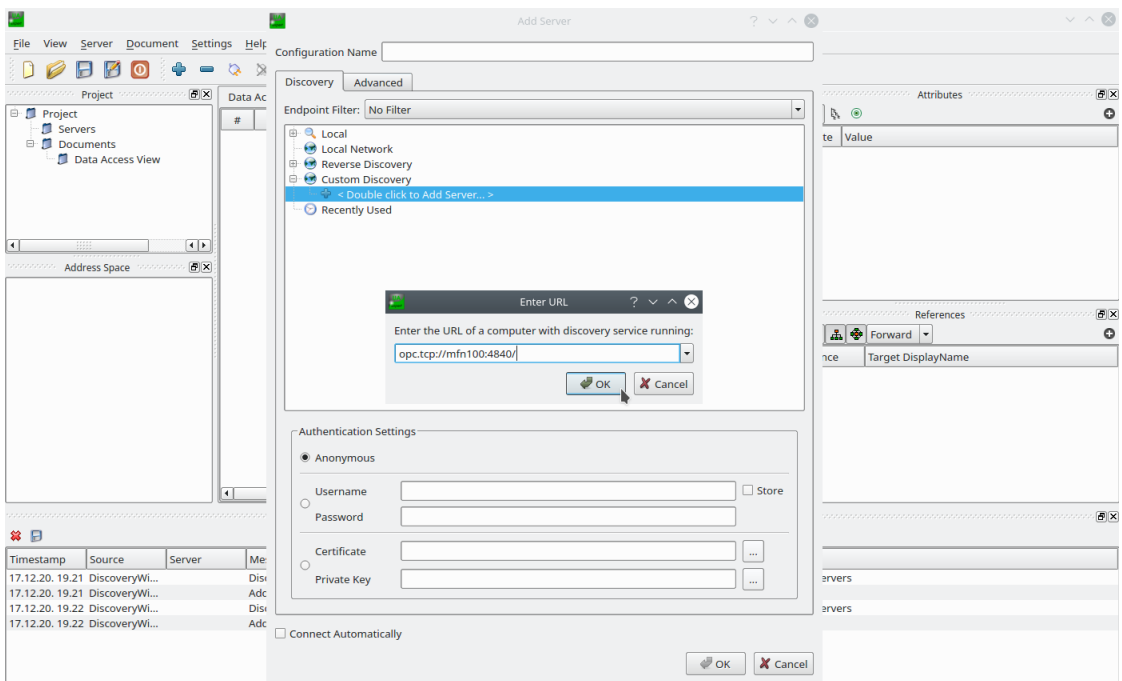 Add Server
File View Server Document Settings Help
Configuration Name
Discovery Advanced
Project
Data Ac
Endpoint Filter: No Filter
Attributes
#
Project
Servers
Documents
Data Access View
Local
Local Network
Reverse Discovery
Custom Discovery
< Double click to Add Server... >
Recently Used
te Value
Address Space
Enter URL
Enter the URL of a computer with discovery service running:
opc.tcp://mfn100:4840/
OK Cancel
References
Forward
nce Target DisplayName
Authentication Settings
Anonymous
Username
Store
Password
Certificate
...
Private Key
...
Timestamp Source Server Me
17.12.20. 19.21 DiscoveryWi... Disc ervers
17.12.20. 19.21 DiscoveryWi... Adc
17.12.20. 19.22 DiscoveryWi... Disc ervers
17.12.20. 19.22 DiscoveryWi... Adc
Connect Automatically
OK Cancel